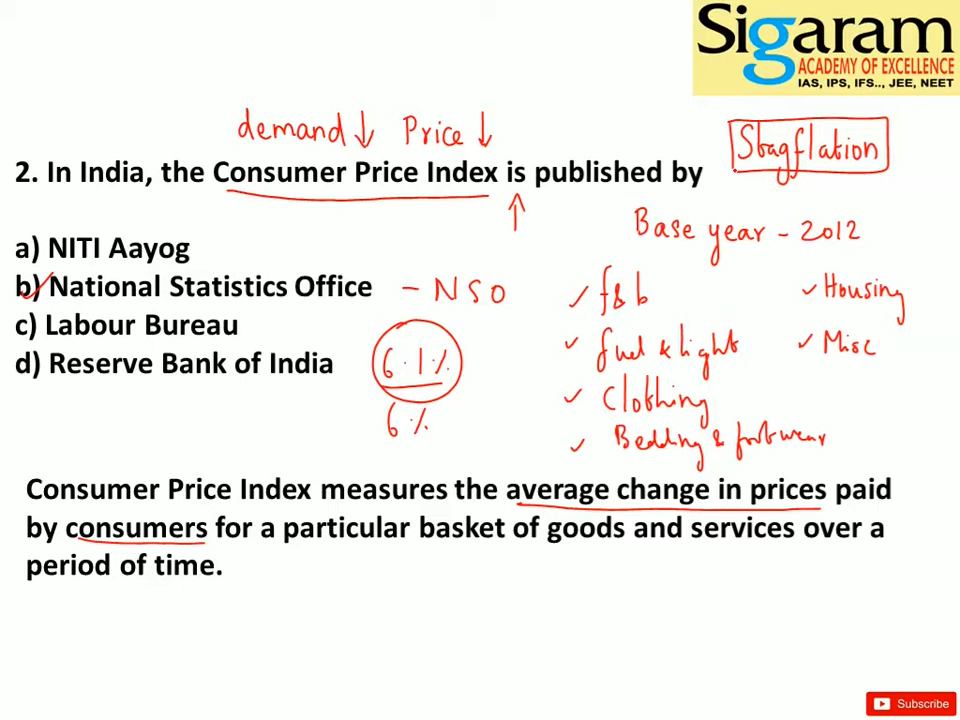 Sigaram
ACADEMY OF EXCELLENCE
IAS, IPS, IFS.., JEE, NEET
demand ↓ Price ↓
Stagflation
2. In India, the Consumer Price Index is published by
↑
Base year - 2012
a) NITI Aayog
b) National Statistics Office - NSO
✓ f&b
✓ Housing
c) Labour Bureau
✓ fuel & light
✓ Misc
d) Reserve Bank of India
6.1%
✓ Clothing
6%
✓ Bedding & footwear
Consumer Price Index measures the average change in prices paid
by consumers for a particular basket of goods and services over a
period of time.
Subscribe